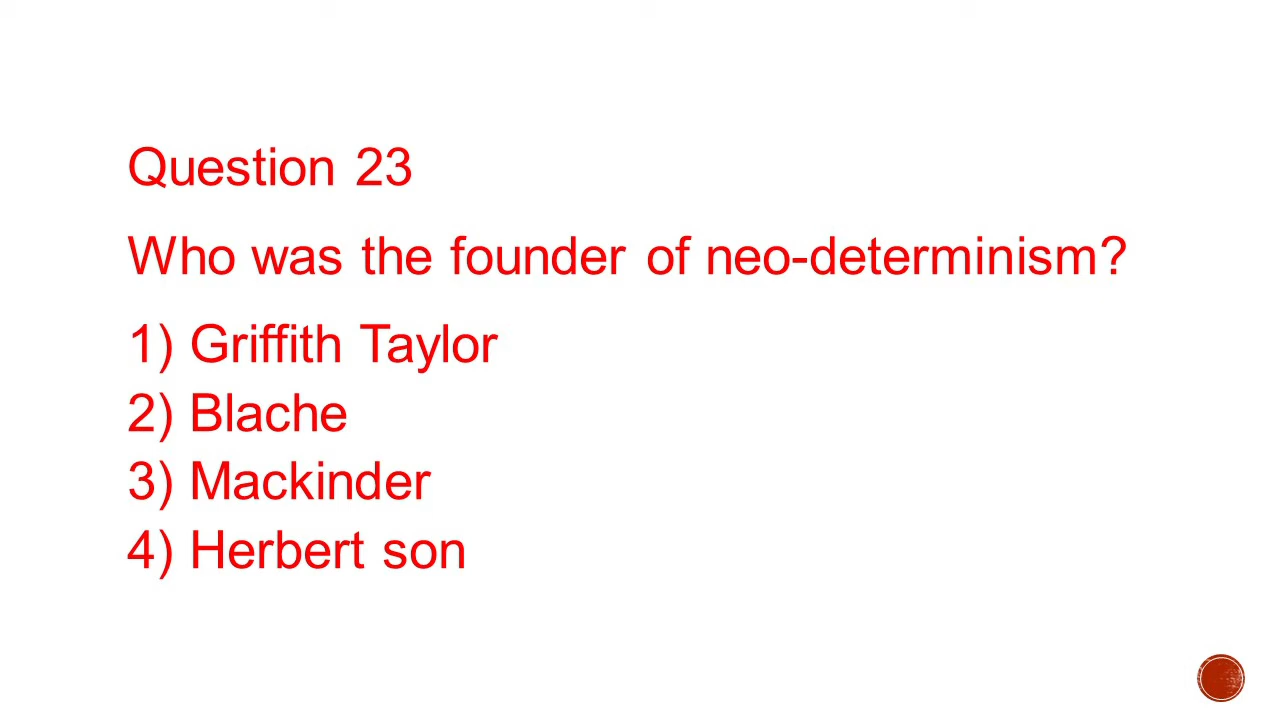 Question 23
Who was the founder of neo-determinism?
1) Griffith Taylor
2) Blache
3) Mackinder
4) Herbert son